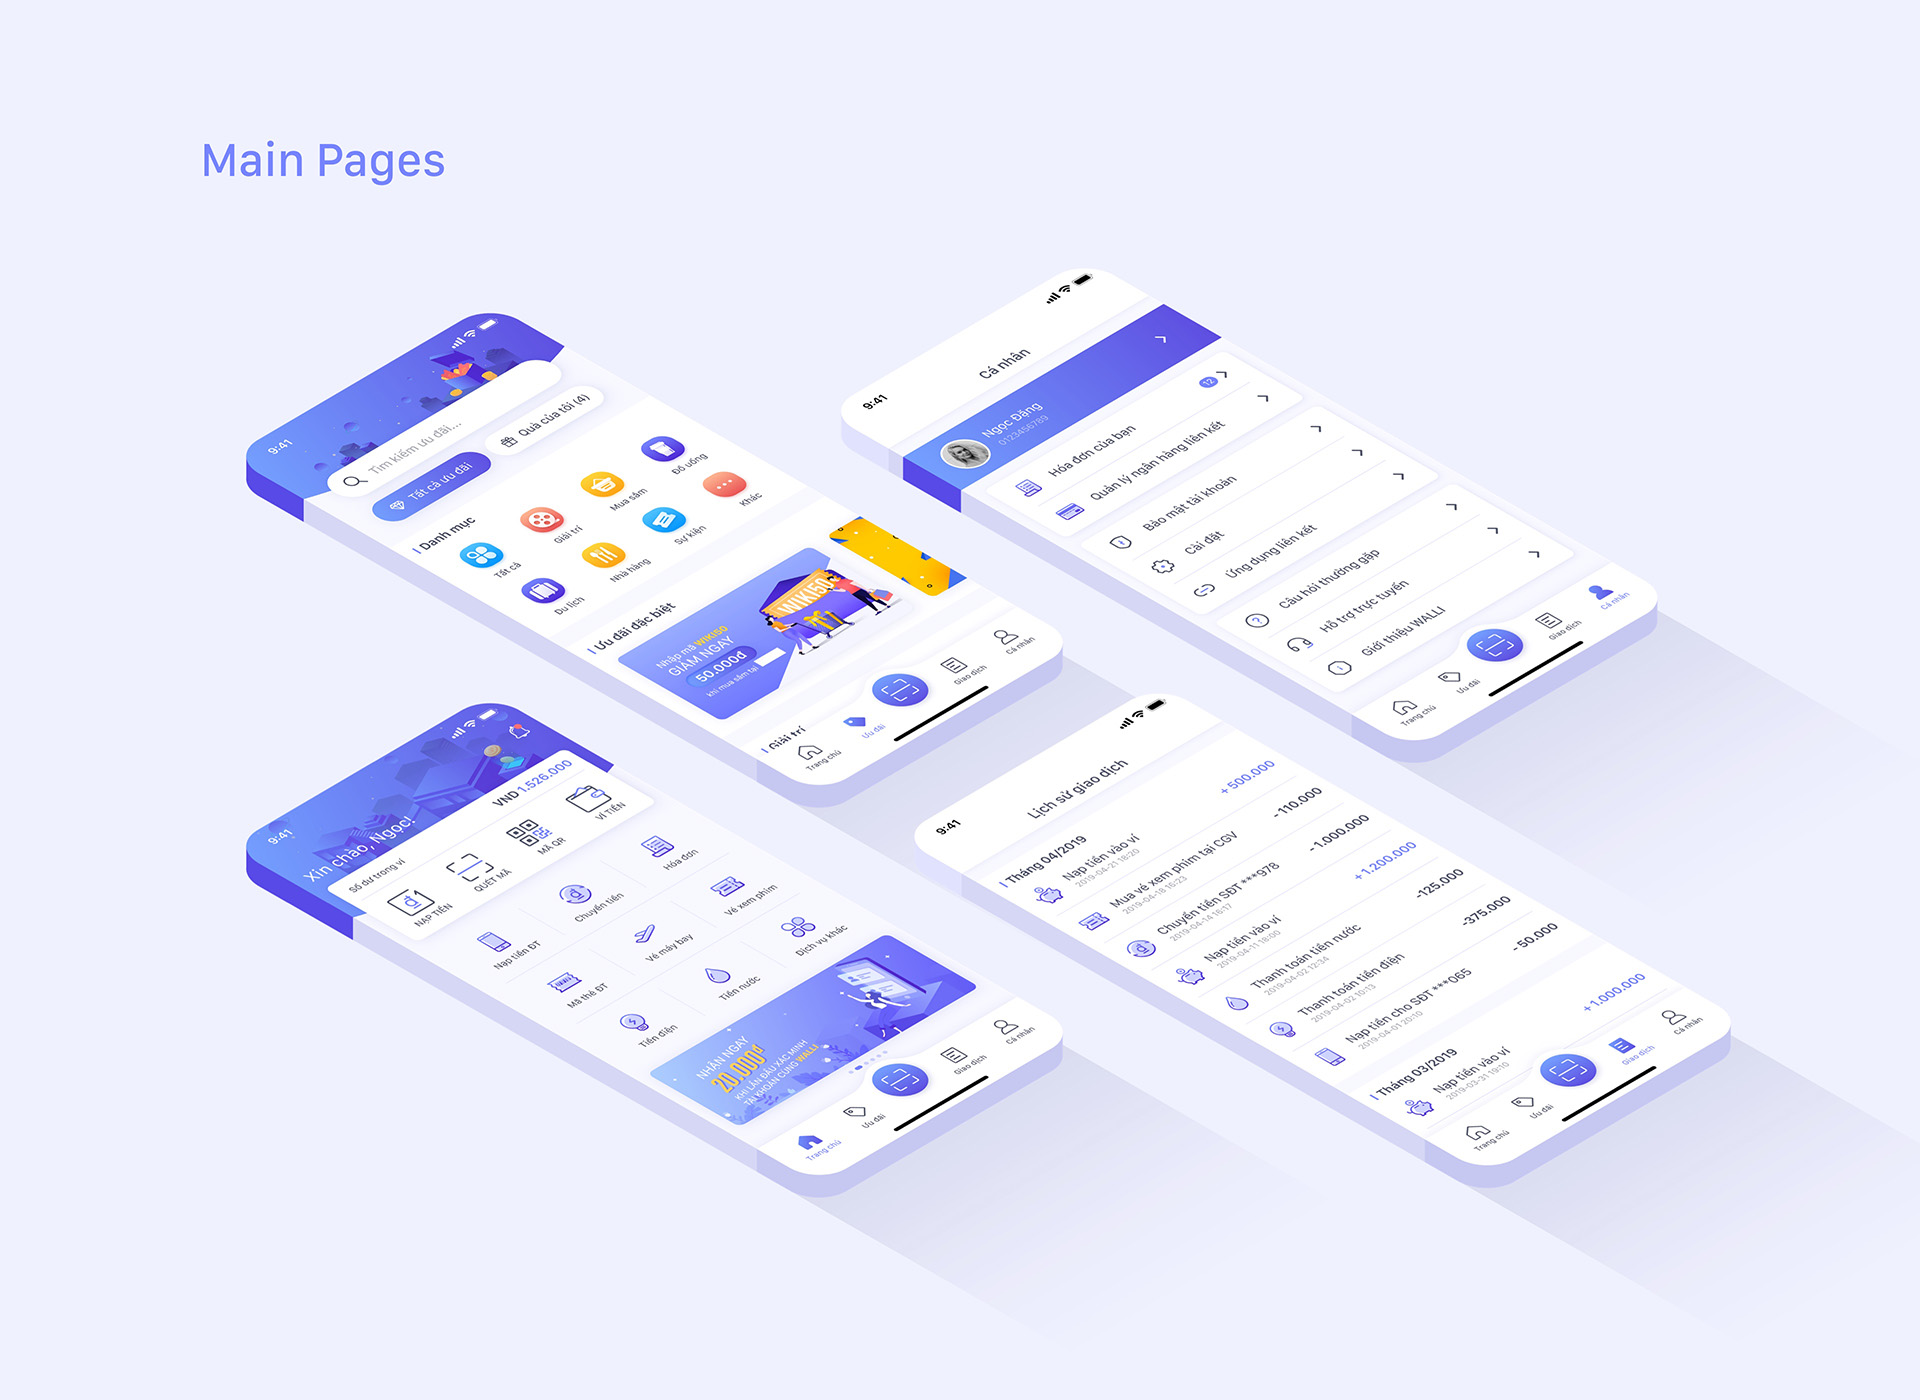 Main Pages
9:41
Tìm kiếm ưu đãi...
Tất cả ưu đãi
Quà của tôi (4)
Danh mục
Tất cả
Giải trí
Mua sắm
Đồ uống
Du lịch
Nhà hàng
Sự kiện
Khác
Ưu đãi đặc biệt
Nhập mã WIKI50
GIẢM NGAY
50.000đ
khi mua sắm tại
WIKI50
Giải trí
Trang chủ
Ưu đãi
Giao dịch
Cá nhân
9:41
Cá nhân
Ngọc Đặng
0123456789
Hóa đơn của bạn
12
Quản lý ngân hàng liên kết
Bảo mật tài khoản
Cài đặt
Ứng dụng liên kết
Câu hỏi thường gặp
Hỗ trợ trực tuyến
Giới thiệu WALLI
Trang chủ
Ưu đãi
Giao dịch
Cá nhân
9:41
Xin chào, Ngọc!
Số dư trong ví
VND 1.526.000
NẠP TIỀN
QUÉT MÃ
MÃ QR
VÍ TIỀN
Nạp tiền ĐT
Chuyển tiền
Hóa đơn
Mã thẻ ĐT
Vé máy bay
Vé xem phim
Tiền điện
Tiền nước
Dịch vụ khác
NHẬN NGAY
20.000đ
KHI LẦN ĐẦU XÁC MINH
TÀI KHOẢN CÙNG WALLI
Trang chủ
Ưu đãi
Giao dịch
Cá nhân
9:41
Lịch sử giao dịch
Tháng 04/2019
Nạp tiền vào ví
2019-04-21 18:20
+500.000
Mua vé xem phim tại CGV
2019-04-18 16:23
-110.000
Chuyển tiền SĐT ***978
2019-04-14 16:17
-1.000.000
Nạp tiền vào ví
2019-04-11 18:00
+1.200.000
Thanh toán tiền nước
2019-04-02 12:34
-125.000
Thanh toán tiền điện
2019-04-02 10:13
-375.000
Nạp tiền cho SĐT ***065
2019-04-01 20:10
-50.000
Tháng 03/2019
Nạp tiền vào ví
2019-03-31 19:10
+1.000.000
Trang chủ
Ưu đãi
Giao dịch
Cá nhân